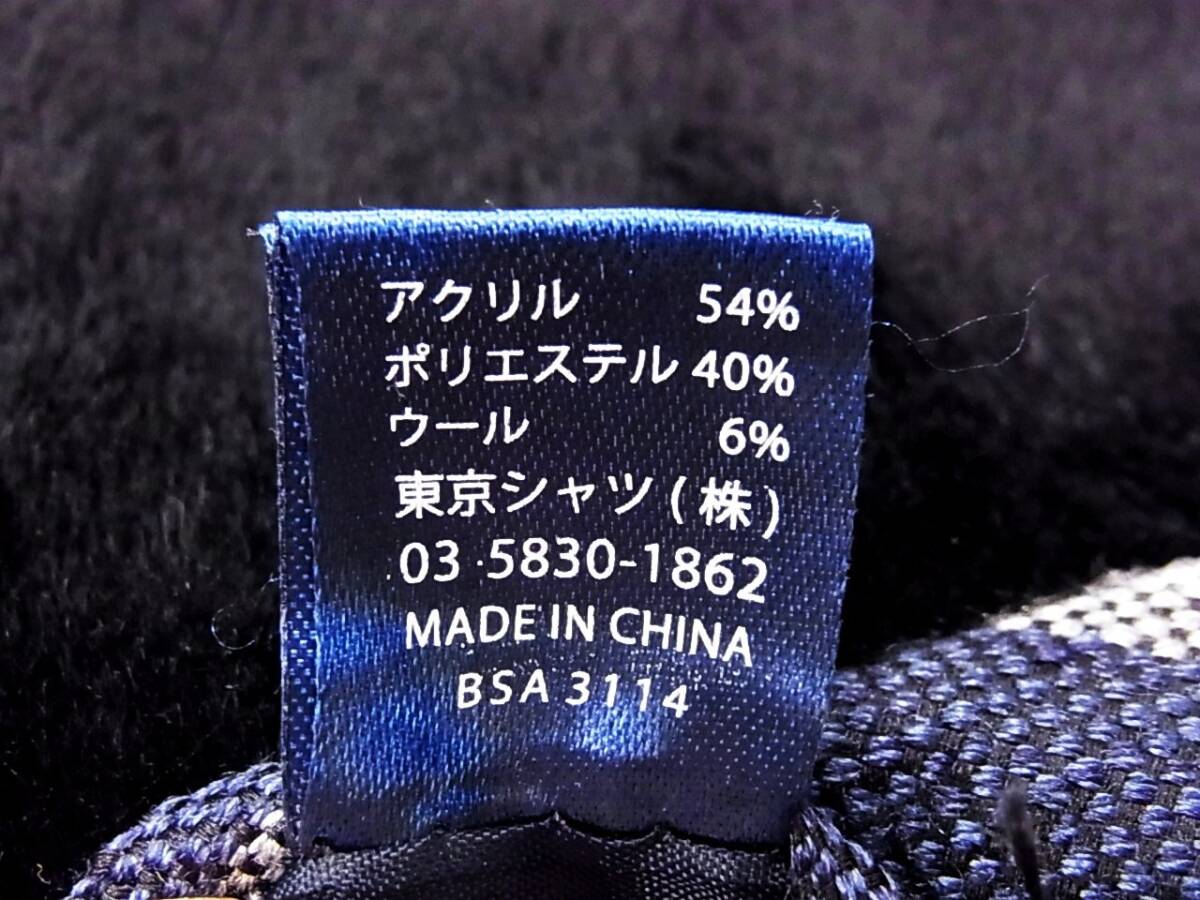 アクリル 54%
ポリエステル 40%
ウール 6%
東京シャツ(株)
03-5830-1862
MADE IN CHINA
BSA 3114